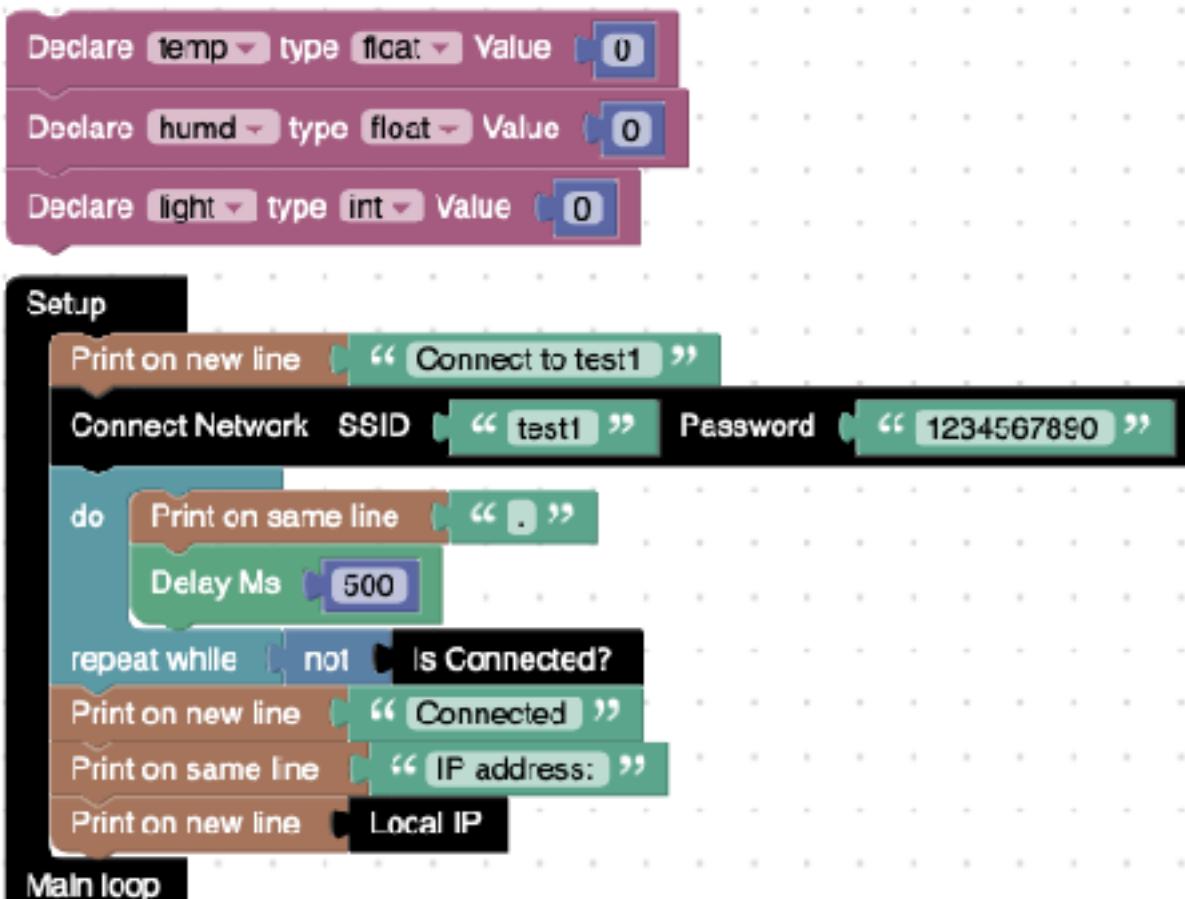 Declare temp type float Value 0
Declare humd type float Value 0
Declare light type int Value 0
Setup
Print on new line “ Connect to test1 ”
Connect Network SSID “ test1 ” Password “ 1234567890 ”
do Print on same line “ . ”
Delay Ms 500
repeat while not Is Connected?
Print on new line “ Connected ”
Print on same line “ IP address: ”
Print on new line Local IP
Main loop